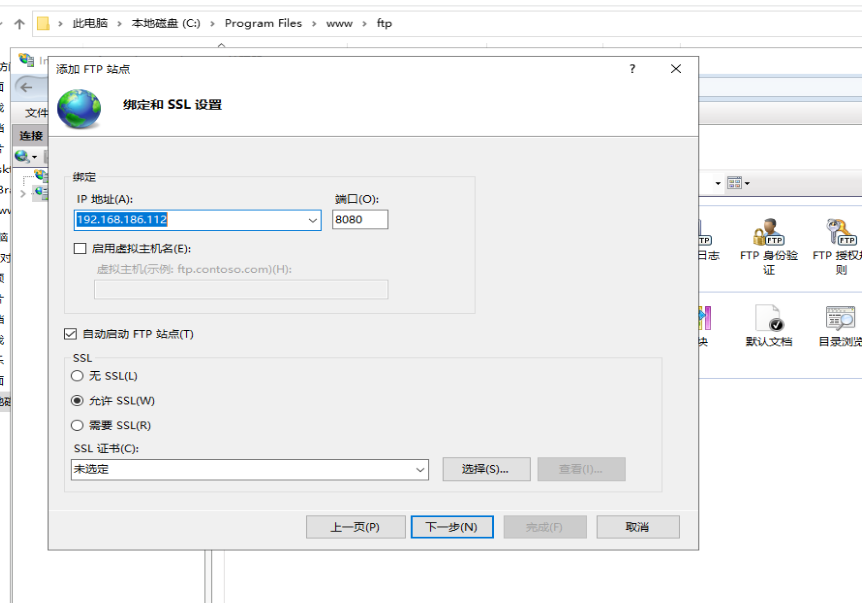 此电脑 > 本地磁盘 (C:) > Program Files > www > ftp
添加 FTP 站点
?
绑定和 SSL 设置
文件
连接
绑定
IP 地址(A): 端口(O):
192.168.186.112 8080
启用虚拟主机名(E):
虚拟主机(示例: ftp.contoso.com)(H):
自动启动 FTP 站点(T)
SSL
无 SSL(L)
允许 SSL(W)
需要 SSL(R)
SSL 证书(C):
未选定 选择(S)... 查看(I)...
上一页(P) 下一步(N) 完成(F) 取消
日志
FTP 身份验
证
FTP 授权规
则
块
默认文档
目录浏览